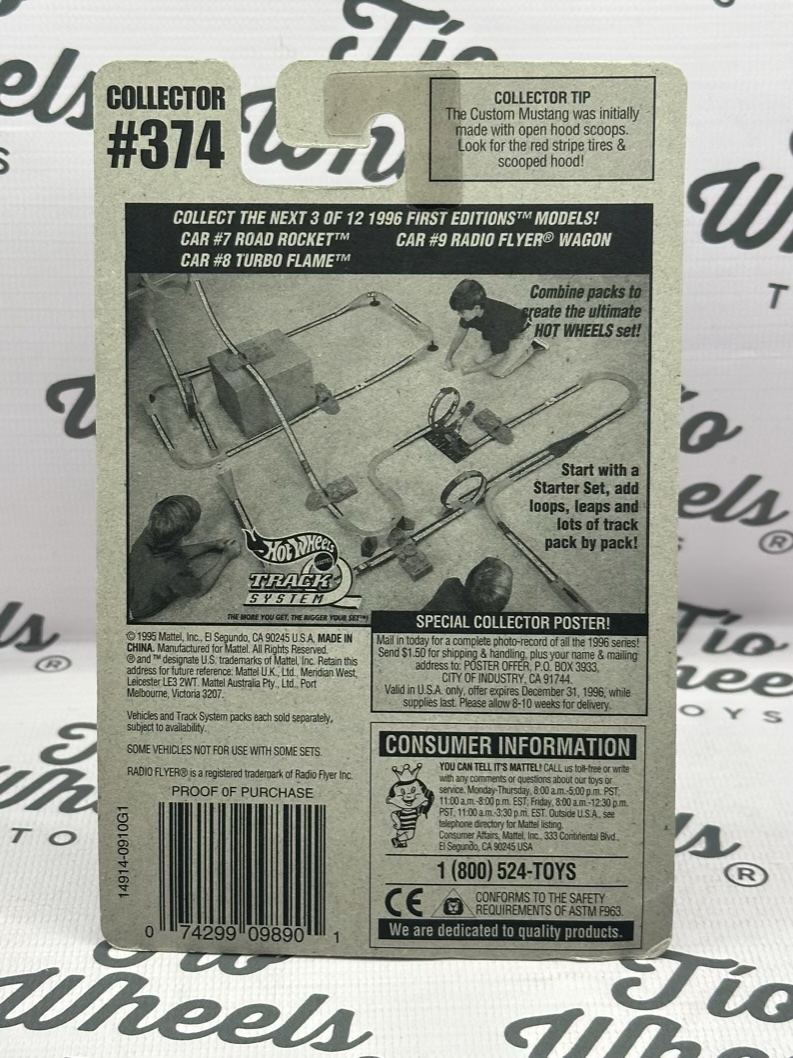 COLLECTOR
#374
COLLECTOR TIP
The Custom Mustang was initially
made with open hood scoops.
Look for the red stripe tires &
scooped hood!
COLLECT THE NEXT 3 OF 12 1996 FIRST EDITIONS™ MODELS!
CAR #7 ROAD ROCKET™ CAR #9 RADIO FLYER® WAGON
CAR #8 TURBO FLAME™
Combine packs to
create the ultimate
HOT WHEELS set!
Start with a
Starter Set, add
loops, leaps and
lots of track
pack by pack!
Hot Wheels
TRACK
SYSTEM
THE MORE YOU GET, THE BIGGER YOUR SET™!
© 1995 Mattel, Inc., El Segundo, CA 90245 U.S.A. MADE IN
CHINA. Manufactured for Mattel. All Rights Reserved.
® and ™ designate U.S. trademarks of Mattel, Inc. Retain this
address for future reference: Mattel U.K., Ltd., Meridian West,
Leicester LE3 2WT. Mattel Australia Pty., Ltd., Port
Melbourne, Victoria 3207.
Vehicles and Track System packs each sold separately,
subject to availability.
SOME VEHICLES NOT FOR USE WITH SOME SETS.
RADIO FLYER® is a registered trademark of Radio Flyer Inc.
PROOF OF PURCHASE
14914-0910G1
0 74299 09890 1
SPECIAL COLLECTOR POSTER!
Mail in today for a complete photo-record of all the 1996 series!
Send $1.50 for shipping & handling, plus your name & mailing
address to: POSTER OFFER, P.O. BOX 3933,
CITY OF INDUSTRY, CA 91744.
Valid in U.S.A. only, offer expires December 31, 1996, while
supplies last. Please allow 8-10 weeks for delivery.
CONSUMER INFORMATION
YOU CAN TELL IT'S MATTEL! CALL us toll-free or write
with any comments or questions about our toys or
service. Monday-Thursday, 8:00 a.m.-5:00 p.m. PST,
11:00 a.m.-8:00 p.m. EST; Friday, 8:00 a.m.-12:30 p.m.
PST, 11:00 a.m.-3:30 p.m. EST. Outside U.S.A., see
telephone directory for Mattel listing.
Consumer Affairs, Mattel, Inc., 333 Continental Blvd.,
El Segundo, CA 90245 USA
1 (800) 524-TOYS
CE
CONFORMS TO THE SAFETY
REQUIREMENTS OF ASTM F963.
We are dedicated to quality products.
Tio
Wheels
Tio
Wheels